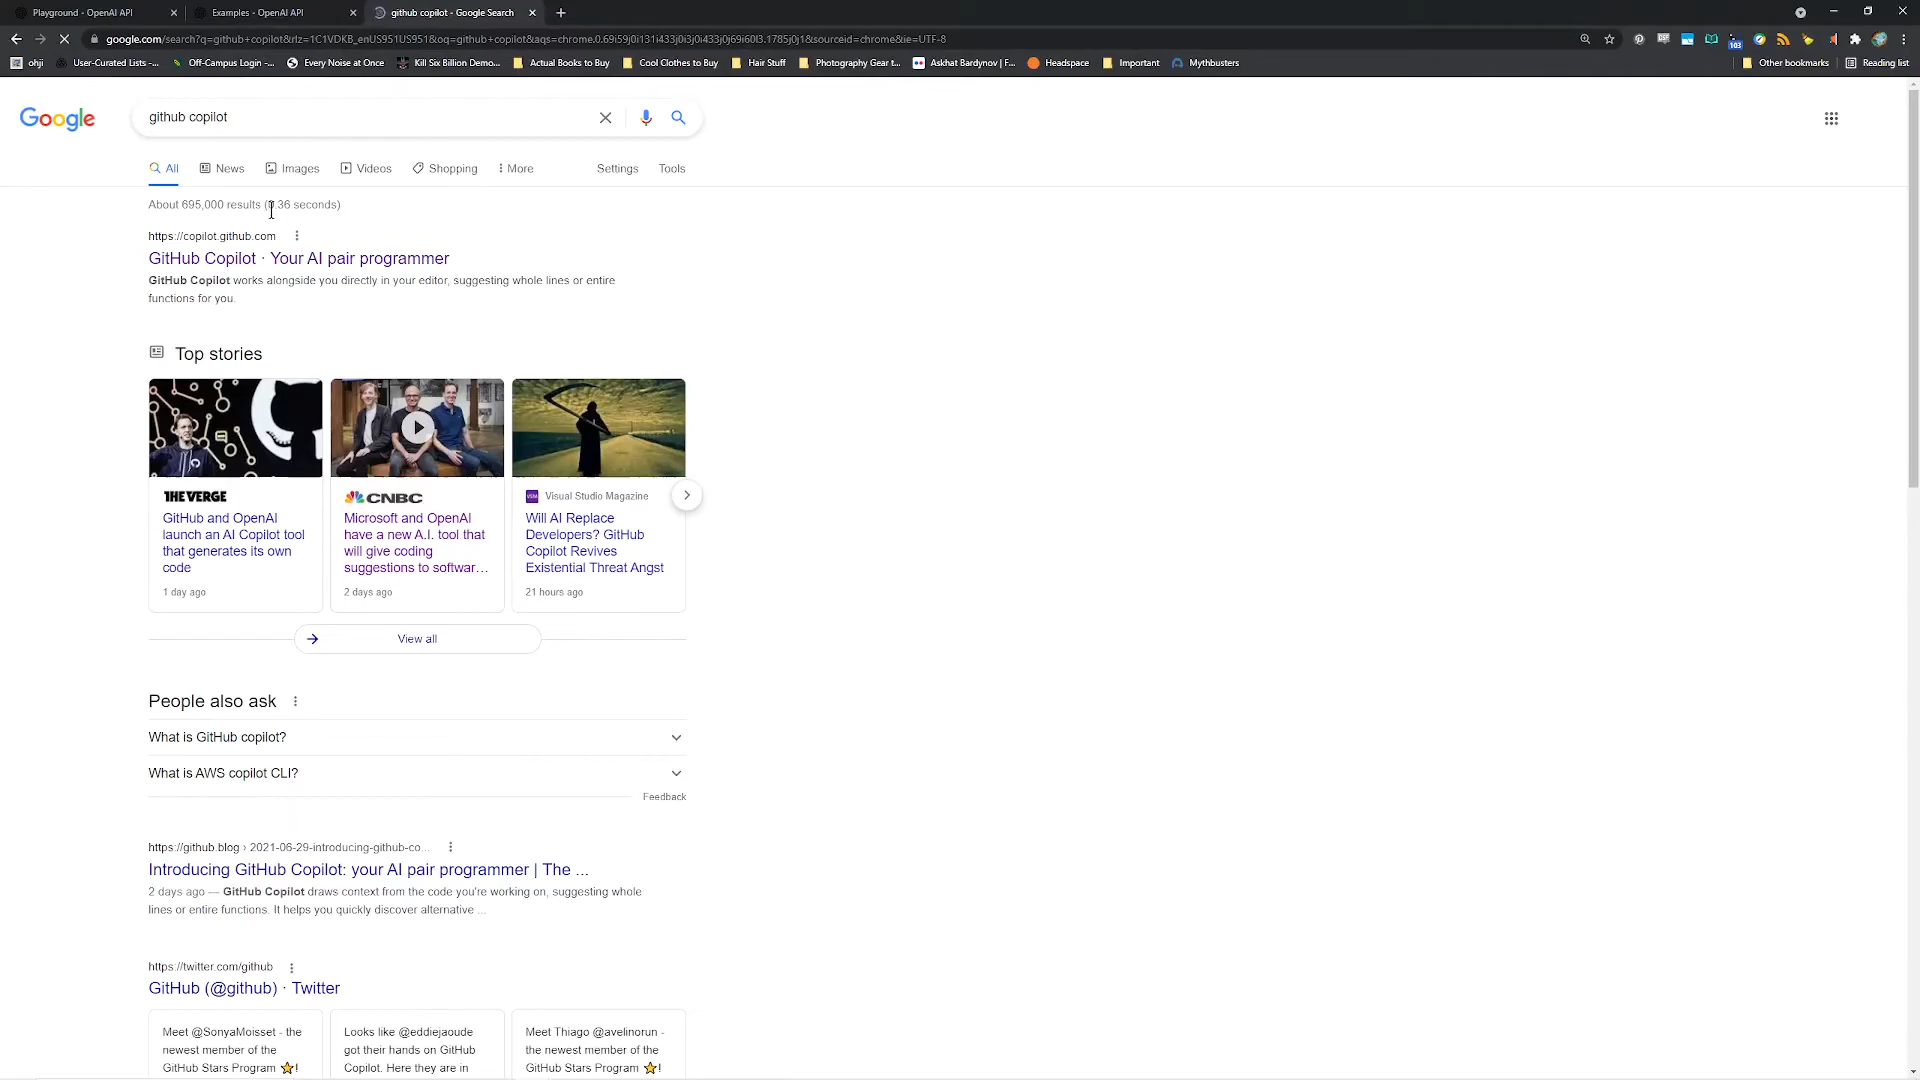 Playground - OpenAI API
Examples - OpenAI API
github copilot - Google Search
google.com/search?q=github+copilot&rlz=1C1VDKB_enUS951US951&oq=github+copilot&aqs=chrome.0.69i59j0i131i433j0i3j0i433j0j69i60l3.1785j0j1&sourceid=chrome&ie=UTF-8
103
ohji
User-Curated Lists -...
Off-Campus Login -...
Every Noise at Once
Kill Six Billion Demo...
Actual Books to Buy
Cool Clothes to Buy
Hair Stuff
Photography Gear t...
Askhat Bardynov | F...
Headspace
Important
Mythbusters
Other bookmarks
Reading list
Google
github copilot
All
News
Images
Videos
Shopping
More
Settings
Tools
About 695,000 results (0.36 seconds)
https://copilot.github.com
GitHub Copilot · Your AI pair programmer
GitHub Copilot works alongside you directly in your editor, suggesting whole lines or entire
functions for you.
Top stories
THE VERGE
GitHub and OpenAI
launch an AI Copilot tool
that generates its own
code
1 day ago
CNBC
Microsoft and OpenAI
have a new A.I. tool that
will give coding
suggestions to softwar...
2 days ago
VSM Visual Studio Magazine
Will AI Replace
Developers? GitHub
Copilot Revives
Existential Threat Angst
21 hours ago
View all
People also ask
What is GitHub copilot?
What is AWS copilot CLI?
Feedback
https://github.blog › 2021-06-29-introducing-github-co...
Introducing GitHub Copilot: your AI pair programmer | The ...
2 days ago — GitHub Copilot draws context from the code you're working on, suggesting whole
lines or entire functions. It helps you quickly discover alternative ...
https://twitter.com/github
GitHub (@github) · Twitter
Meet @SonyaMoisset - the
newest member of the
GitHub Stars Program ⭐!
Looks like @eddiejaoude
got their hands on GitHub
Copilot. Here they are in
Meet Thiago @avelinorun -
the newest member of the
GitHub Stars Program ⭐!